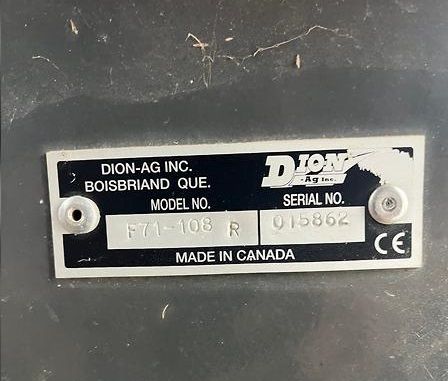 DION-AG INC.
BOISBRIAND QUE.
DION
-Ag Inc.
MODEL NO. SERIAL NO.
F71-108 R 015862
MADE IN CANADA
CE